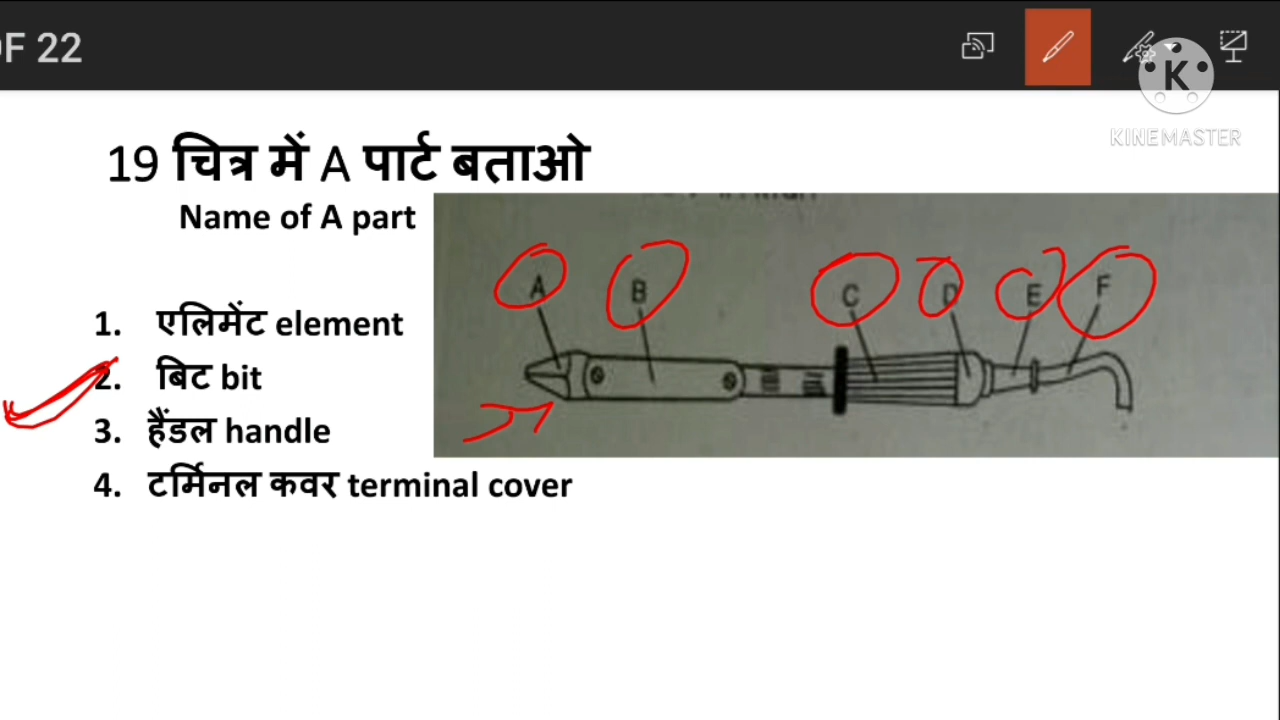 OF 22
KINEMASTER
19 चित्र में A पार्ट बताओ
Name of A part
A B C D E F
1. एलिमेंट element
2. बिट bit
3. हैंडल handle
4. टर्मिनल कवर terminal cover